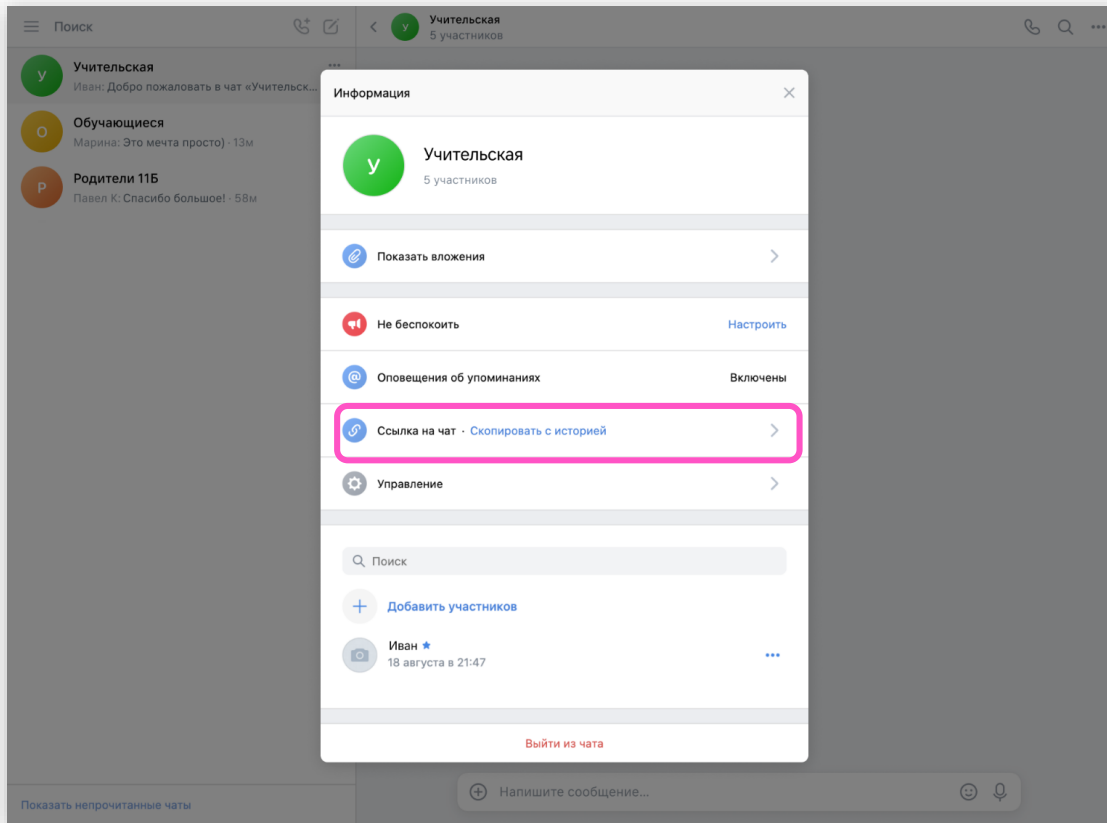 Поиск
У
Учительская
Иван: Добро пожаловать в чат «Учительск...
О
Обучающиеся
Марина: Это мечта просто) · 13м
Р
Родители 11Б
Павел К: Спасибо большое! · 58м
Показать непрочитанные чаты
У
Учительская
5 участников
Информация
У
Учительская
5 участников
Показать вложения
Не беспокоить
Настроить
Оповещения об упоминаниях
Включены
Ссылка на чат · Скопировать с историей
Управление
Поиск
Добавить участников
Иван
18 августа в 21:47
Выйти из чата
Напишите сообщение...